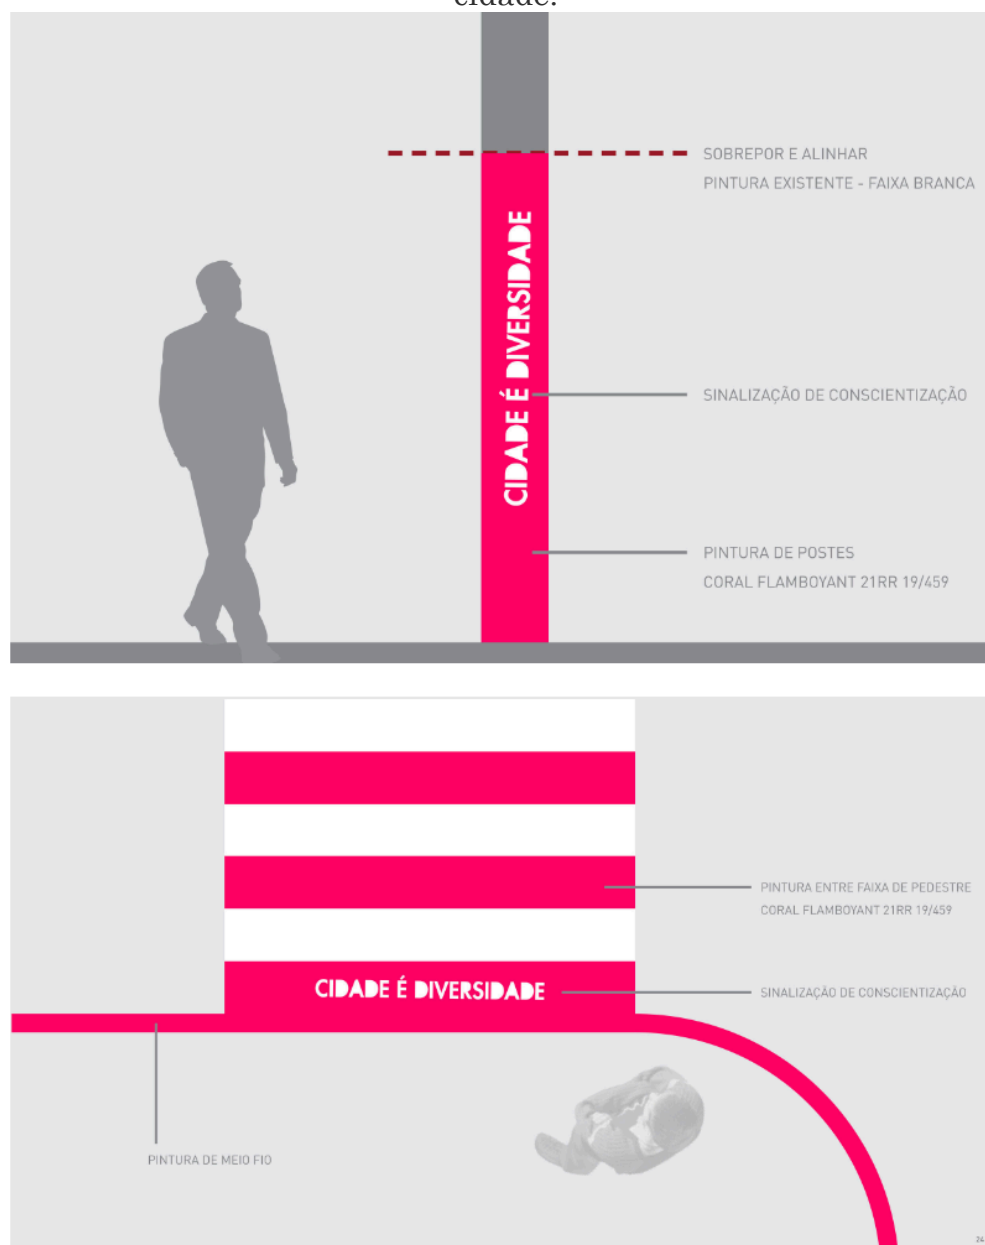 cidade.
SOBREPOR E ALINHAR
PINTURA EXISTENTE - FAIXA BRANCA
CIDADE É DIVERSIDADE
SINALIZAÇÃO DE CONSCIENTIZAÇÃO
PINTURA DE POSTES
CORAL FLAMBOYANT 21RR 19/459
PINTURA ENTRE FAIXA DE PEDESTRE
CORAL FLAMBOYANT 21RR 19/459
CIDADE É DIVERSIDADE
SINALIZAÇÃO DE CONSCIENTIZAÇÃO
PINTURA DE MEIO FIO
24